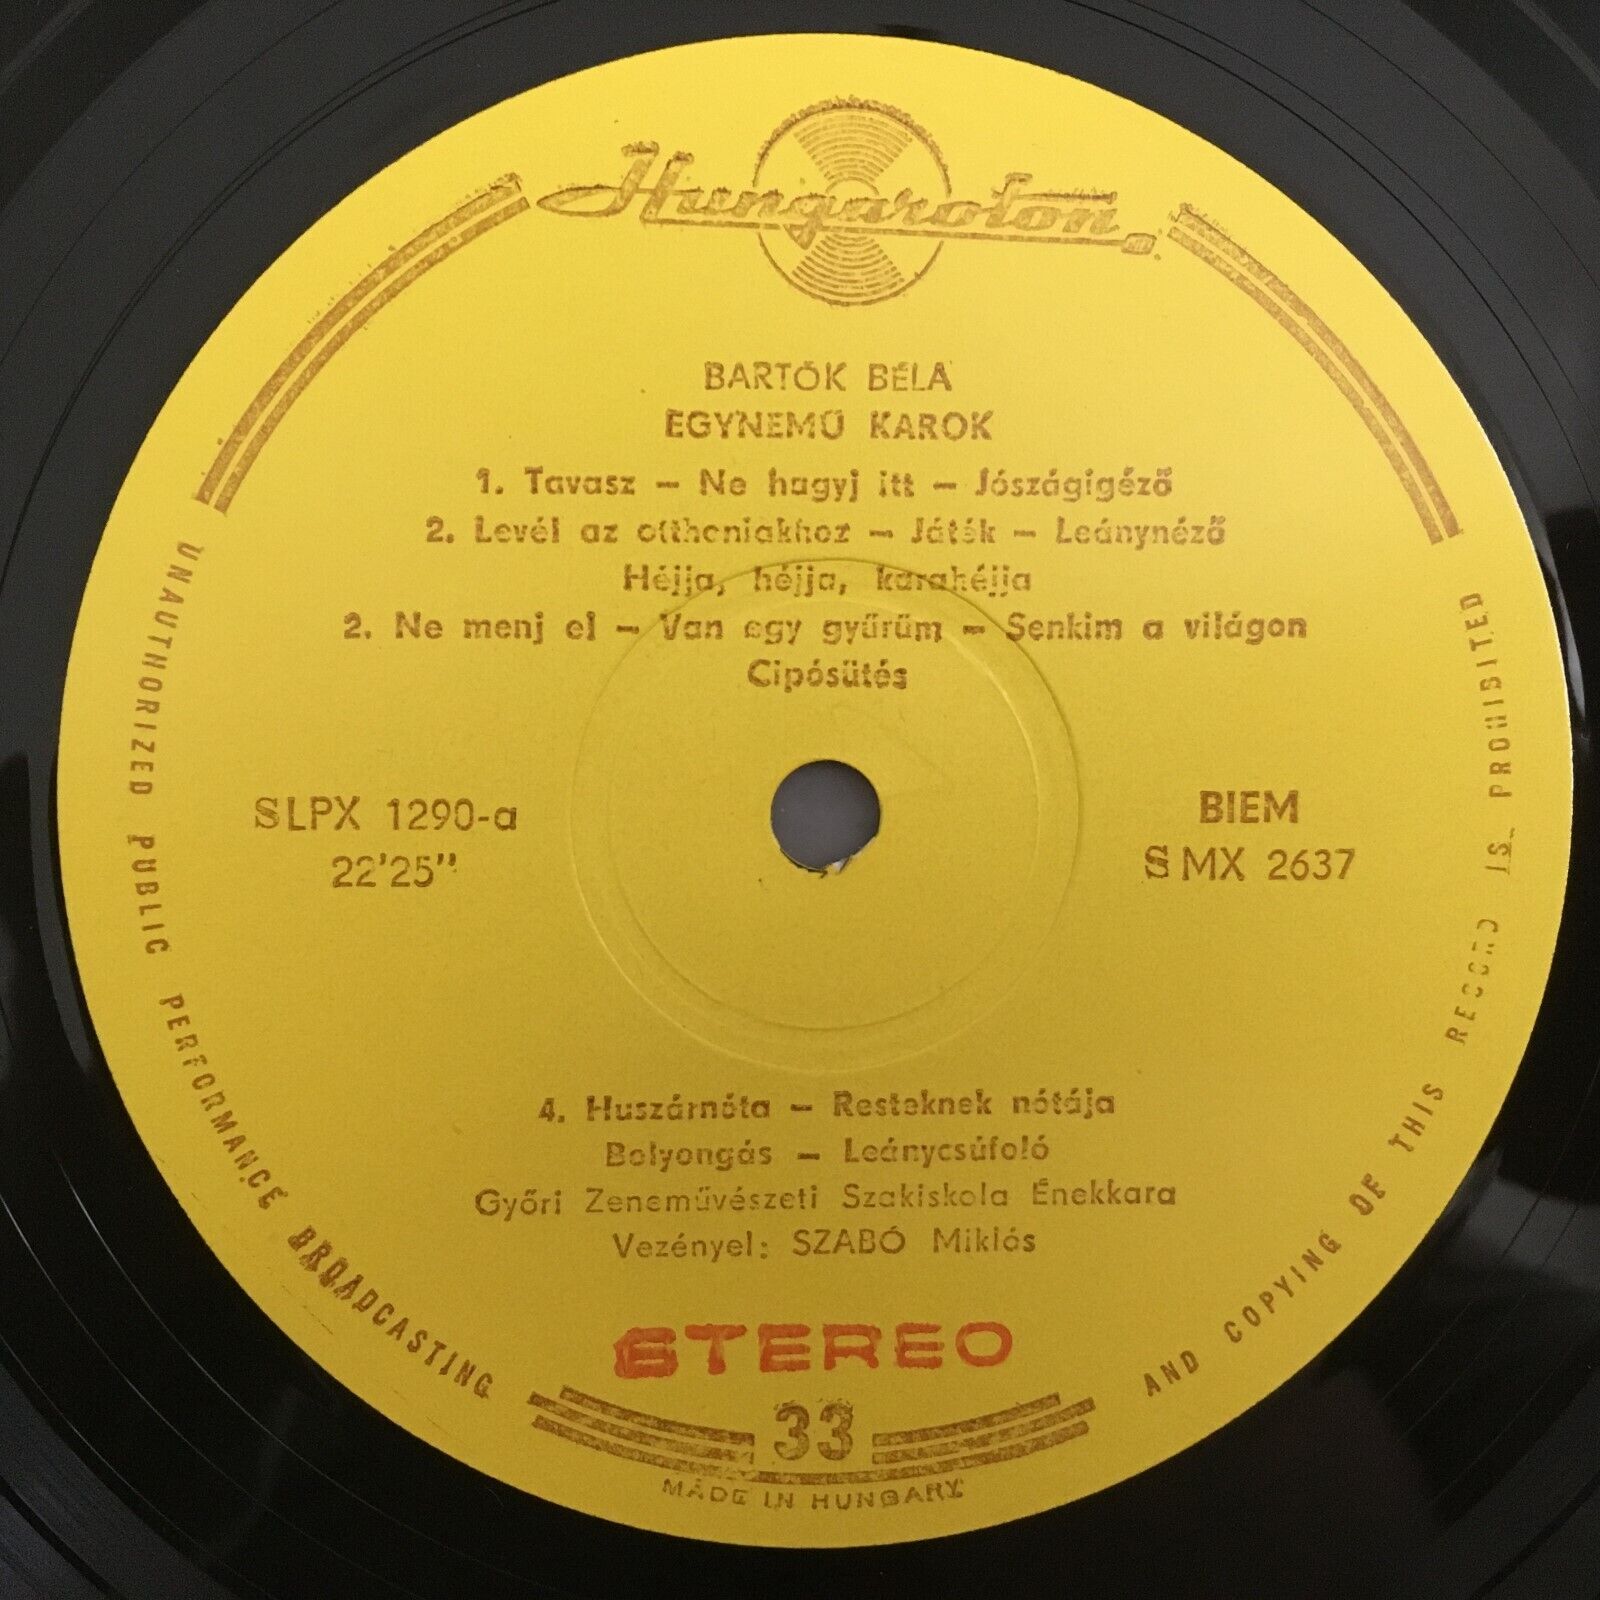 Hungaroton
BARTÓK BÉLA
EGYNEMŰ KAROK
1. Tavasz – Ne hagyj itt – Jószágigéző
2. Levél az otthoniakhoz – Játék – Leánynéző
Héjja, héjja, karahéjja
2. Ne menj el – Van egy gyűrűm – Senkim a világon
Cipósütés
SLPX 1290-a
22'25"
BIEM
S MX 2637
4. Huszárnóta – Resteknek nótája
Bolyongás – Leánycsúfoló
Győri Zeneművészeti Szakiskola Énekkara
Vezényel: SZABÓ Miklós
STEREO
33
MADE IN HUNGARY
UNAUTHORIZED PUBLIC PERFORMANCE BROADCASTING AND COPYING OF THIS RECORD IS PROHIBITED